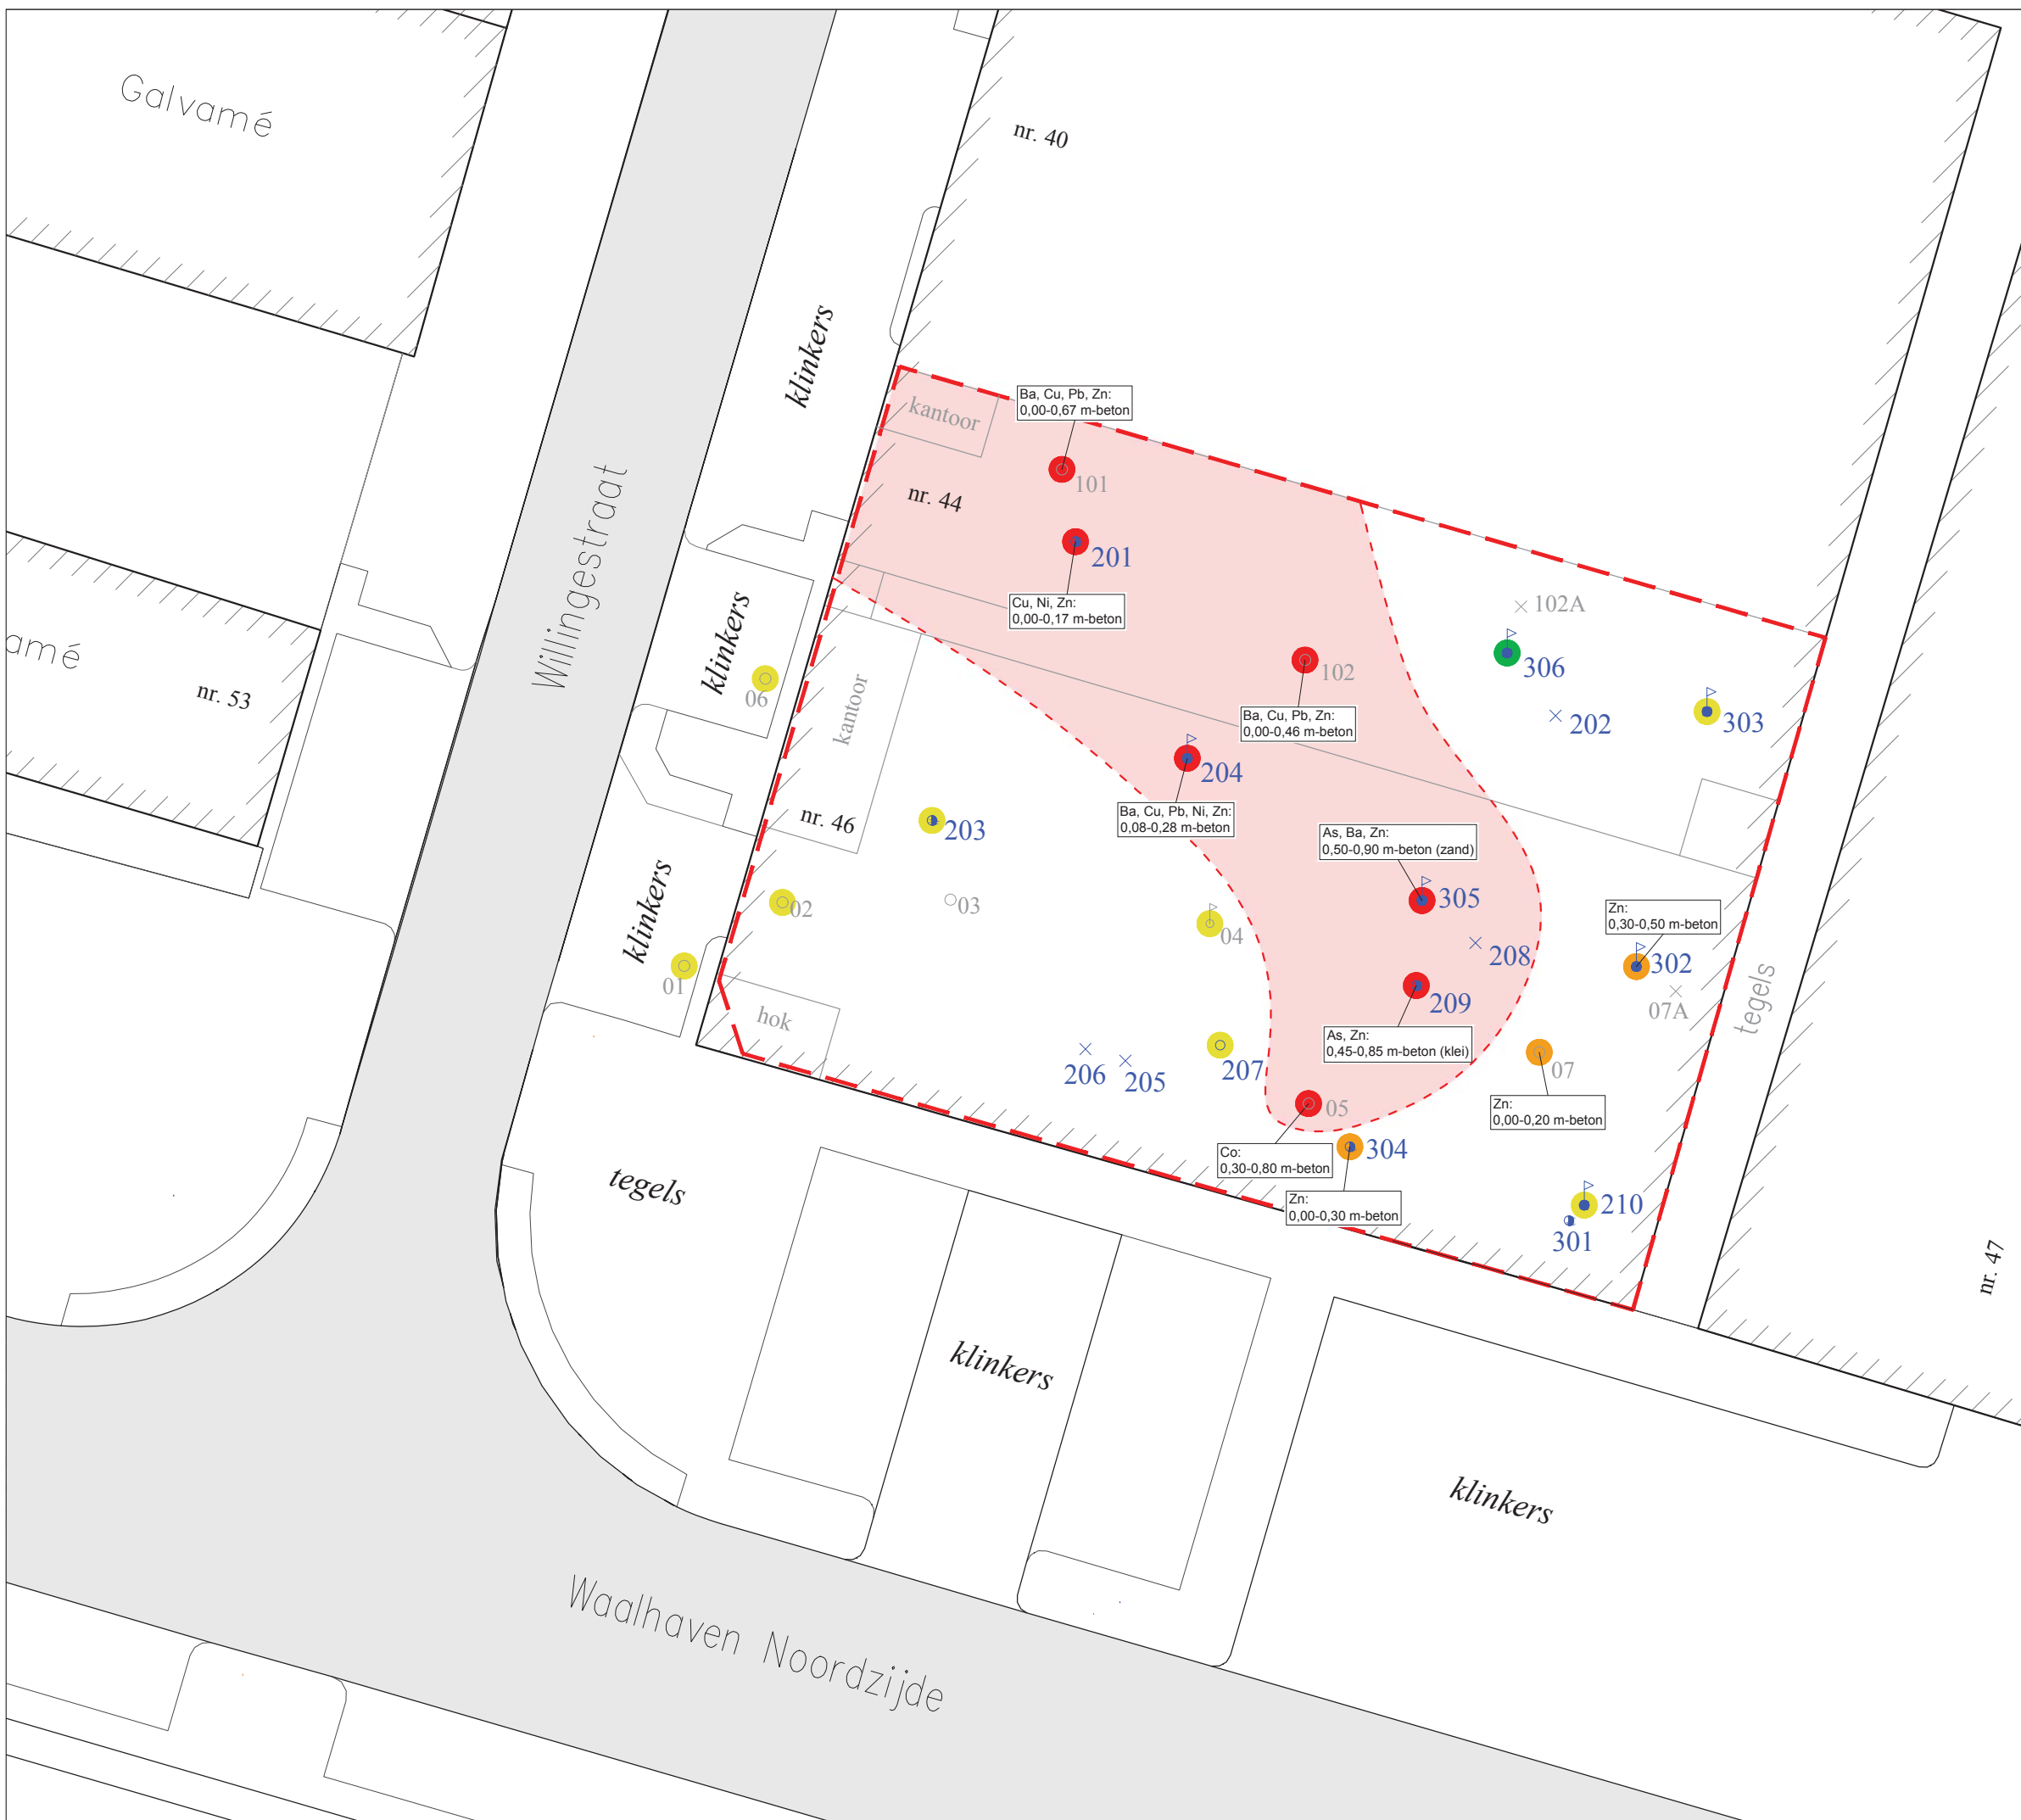 Galvamé
nr. 40
klinkers
Ba, Cu, Pb, Zn:
0,00-0,67 m-beton
kantoor
101
nr. 44
Willingestraat
201
Cu, Ni, Zn:
0,00-0,17 m-beton
klinkers
102A
306
amé
nr. 53
06
kantoor
102
Ba, Cu, Pb, Zn:
0,00-0,46 m-beton
202
303
204
Ba, Cu, Pb, Ni, Zn:
0,08-0,28 m-beton
nr. 46
203
As, Ba, Zn:
0,50-0,90 m-beton (zand)
305
klinkers
02
03
04
Zn:
0,30-0,50 m-beton
208
302
01
209
07A
tegels
hok
As, Zn:
0,45-0,85 m-beton (klei)
206
205
207
07
05
Zn:
0,00-0,20 m-beton
Co:
0,30-0,80 m-beton
304
tegels
Zn:
0,00-0,30 m-beton
210
301
nr. 47
klinkers
klinkers
Waalhaven Noordzijde